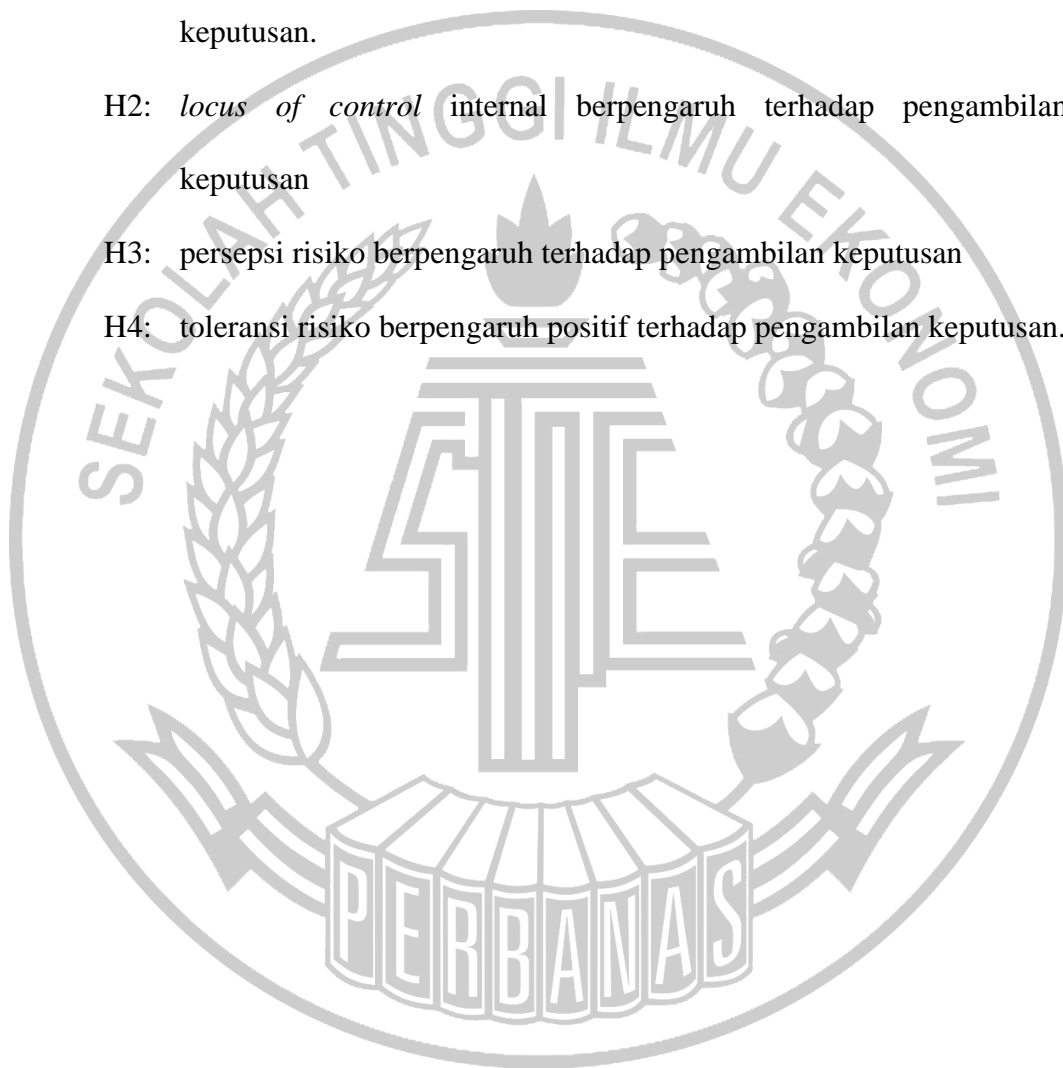 keputusan.
H2: locus of control internal berpengaruh terhadap pengambilan
keputusan
H3: persepsi risiko berpengaruh terhadap pengambilan keputusan
H4: toleransi risiko berpengaruh positif terhadap pengambilan keputusan.
SEKOLAH TINGGI ILMU EKONOMI
STIE
PERBANAS